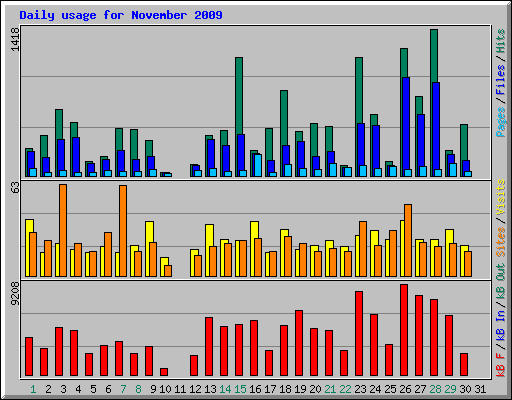 Daily usage for November 2009
1418
Pages / Files / Hits
63
Sites / Visits
9208
kB F / kB In / kB Out
1 2 3 4 5 6 7 8 9 10 11 12 13 14 15 16 17 18 19 20 21 22 23 24 25 26 27 28 29 30 31